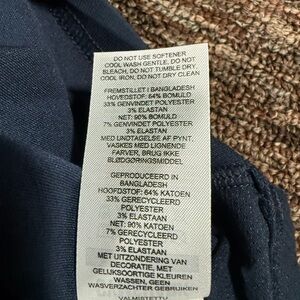 DO NOT USE SOFTENER
COOL WASH GENTLE, DO NOT
BLEACH, DO NOT TUMBLE DRY
COOL IRON, DO NOT DRY CLEAN
FREMSTILLET I BANGLADESH
HOVEDSTOF: 64% BOMULD
33% GENVINDET POLYESTER
3% ELASTAN
NET: 90% BOMULD
7% GENVINDET POLYESTER
3% ELASTAN
MED UNDTAGELSE AF PYNT.
VASKES MED LIGNENDE
FARVER, BRUG IKKE
BLØDGØRINGSMIDDEL
GEPRODUCEERD IN
BANGLADESH
HOOFDSTOF: 64% KATOEN
33% GERECYCLEERD
POLYESTER
3% ELASTAAN
NET: 90% KATOEN
7% GERECYCLEERD
POLYESTER
3% ELASTAAN
MET UITZONDERING VAN
DECORATIE, MET
GELIJKSOORTIGE KLEUREN
WASSEN, GEEN
WASVERZACHTER GEBRUIKEN
VALMISTETTU